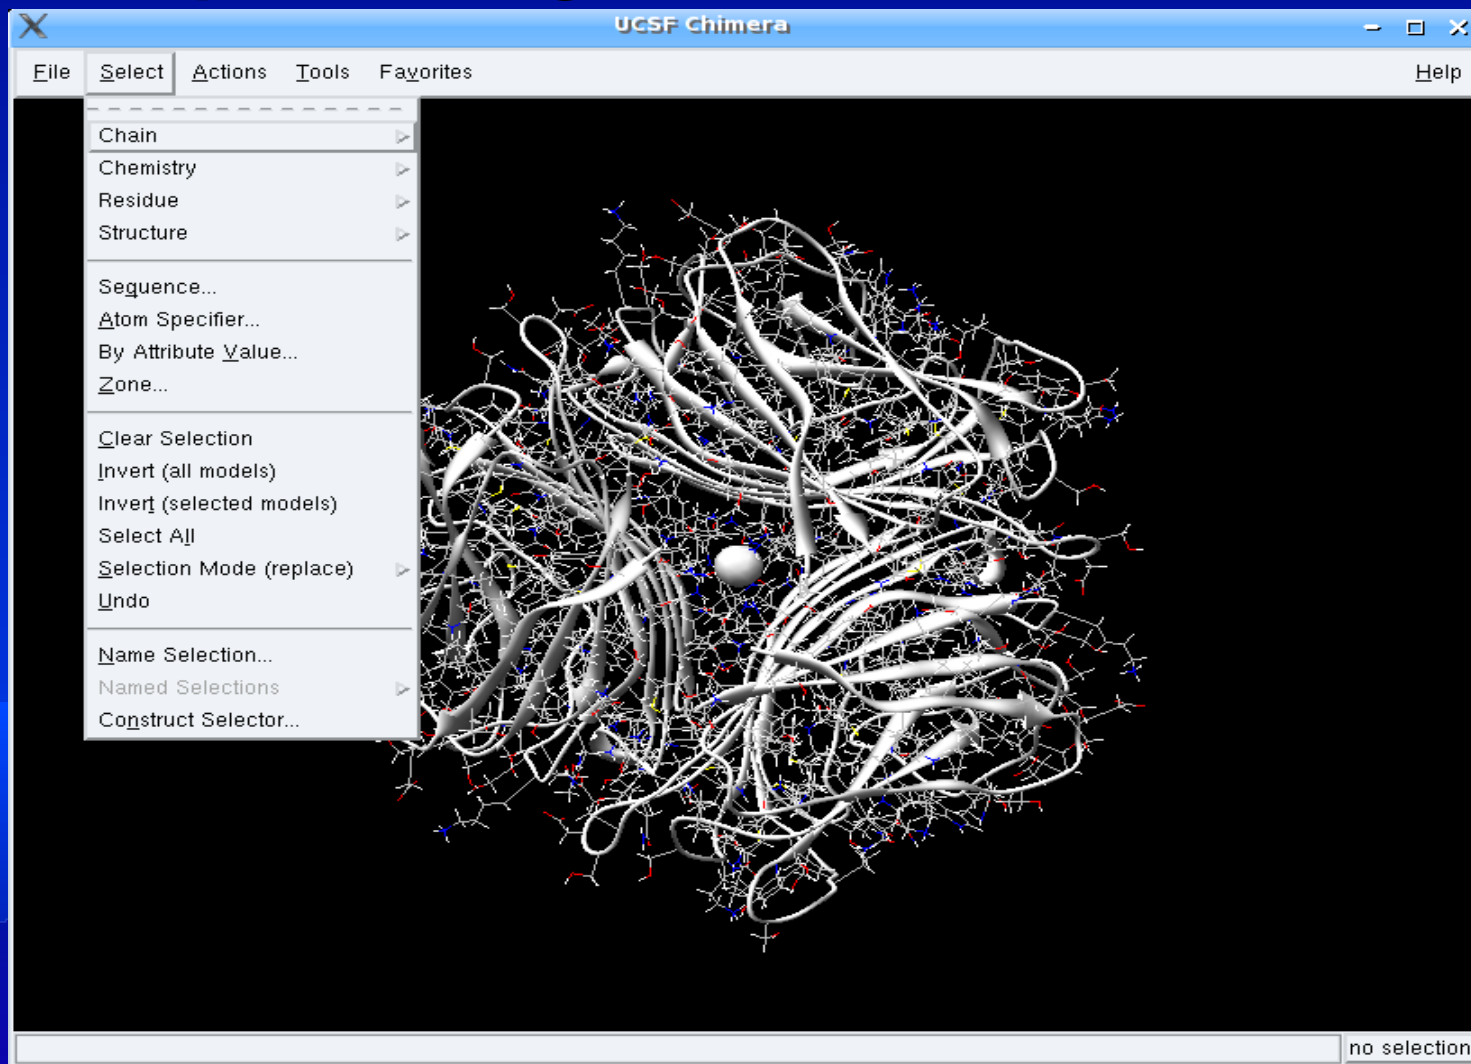 UCSF Chimera
File Select Actions Tools Favorites Help
Chain
Chemistry
Residue
Structure
Sequence...
Atom Specifier...
By Attribute Value...
Zone...
Clear Selection
Invert (all models)
Invert (selected models)
Select All
Selection Mode (replace)
Undo
Name Selection...
Named Selections
Construct Selector...
no selection